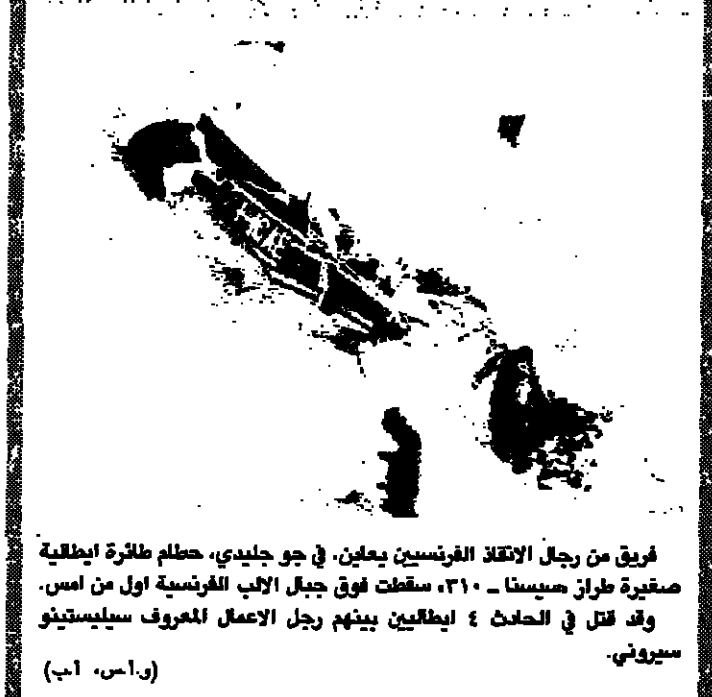 فريق من رجال الانقاذ الفرنسيين يعاين، في جو جليدي، حطام طائرة ايطالية
صغيرة طراز سيسنا ــ ٣١٠، سقطت فوق جبال الالب الفرنسية اول من امس.
وقد قتل في الحادث ٤ ايطاليين بينهم رجل الاعمال المعروف سيليستينو
سيروني.
(و.أ.س، أ.ب)